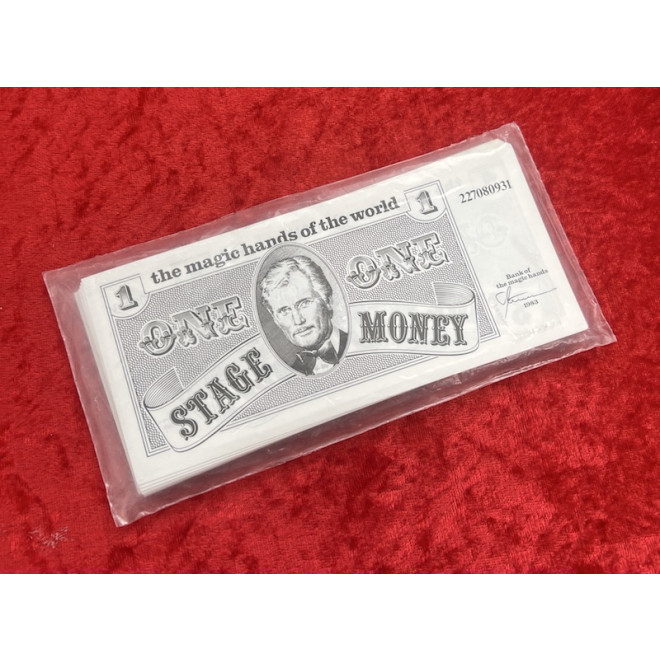 the magic hands of the world
1
1
227080931
ONE
ONE
STAGE MONEY
Bank of
the magic hands
1983